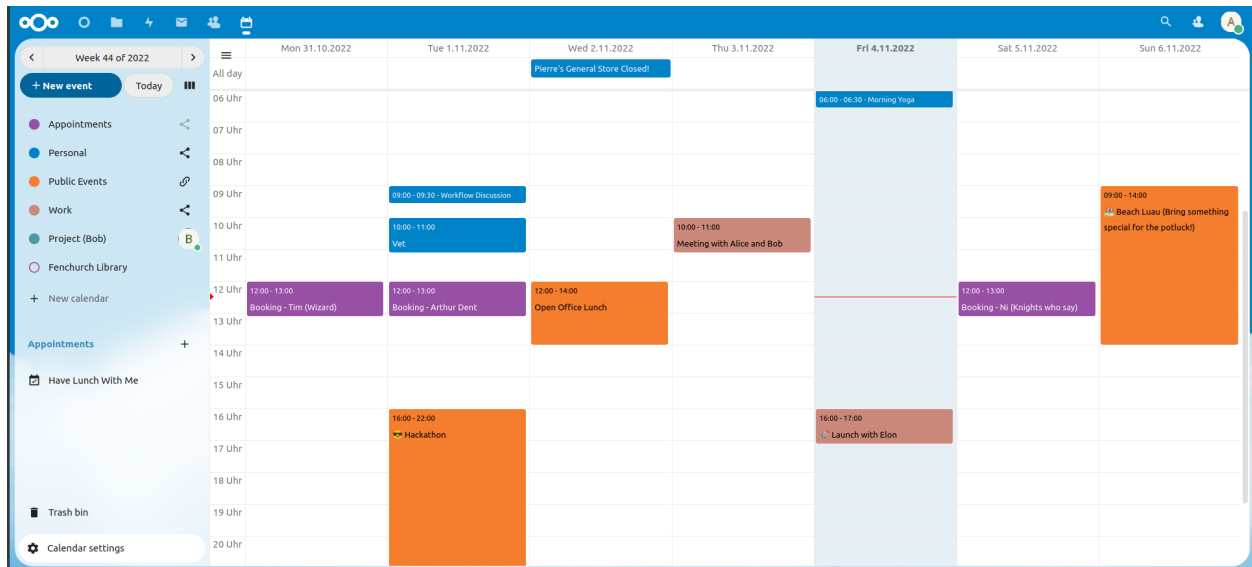 A
Week 44 of 2022
+ New event
Today
Appointments
Personal
Public Events
Work
Project (Bob)
B
Fenchurch Library
+ New calendar
Appointments
+
Have Lunch With Me
Trash bin
Calendar settings
Mon 31.10.2022
Tue 1.11.2022
Wed 2.11.2022
Thu 3.11.2022
Fri 4.11.2022
Sat 5.11.2022
Sun 6.11.2022
All day
Pierre's General Store Closed!
06 Uhr
06:00 - 06:30 - Morning Yoga
07 Uhr
08 Uhr
09 Uhr
09:00 - 09:30 - Workflow Discussion
09:00 - 14:00
🏖️ Beach Luau (Bring something
special for the potluck!)
10 Uhr
10:00 - 11:00
Vet
10:00 - 11:00
Meeting with Alice and Bob
11 Uhr
12 Uhr
12:00 - 13:00
Booking - Tim (Wizard)
12:00 - 13:00
Booking - Arthur Dent
12:00 - 14:00
Open Office Lunch
12:00 - 13:00
Booking - Ni (Knights who say)
13 Uhr
14 Uhr
15 Uhr
16 Uhr
16:00 - 22:00
😎 Hackathon
16:00 - 17:00
🚀 Launch with Elon
17 Uhr
18 Uhr
19 Uhr
20 Uhr